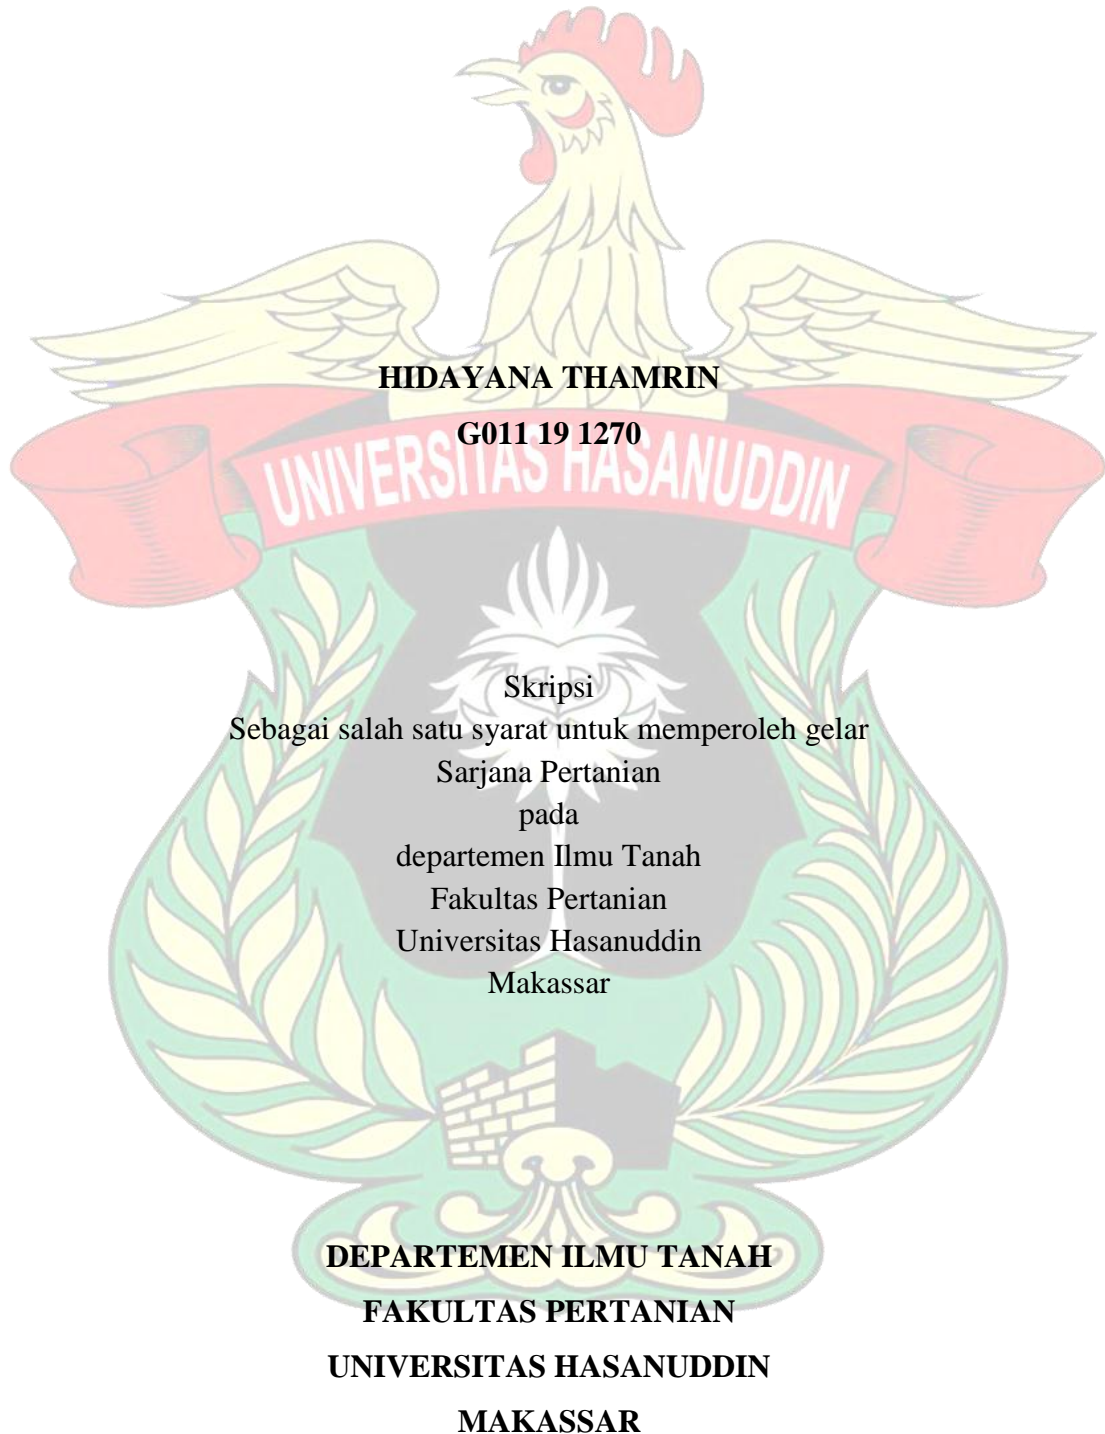 HIDAYANA THAMRIN
G011 19 1270
UNIVERSITAS HASANUDDIN
Skripsi
Sebagai salah satu syarat untuk memperoleh gelar
Sarjana Pertanian
pada
departemen Ilmu Tanah
Fakultas Pertanian
Universitas Hasanuddin
Makassar
DEPARTEMEN ILMU TANAH
FAKULTAS PERTANIAN
UNIVERSITAS HASANUDDIN
MAKASSAR